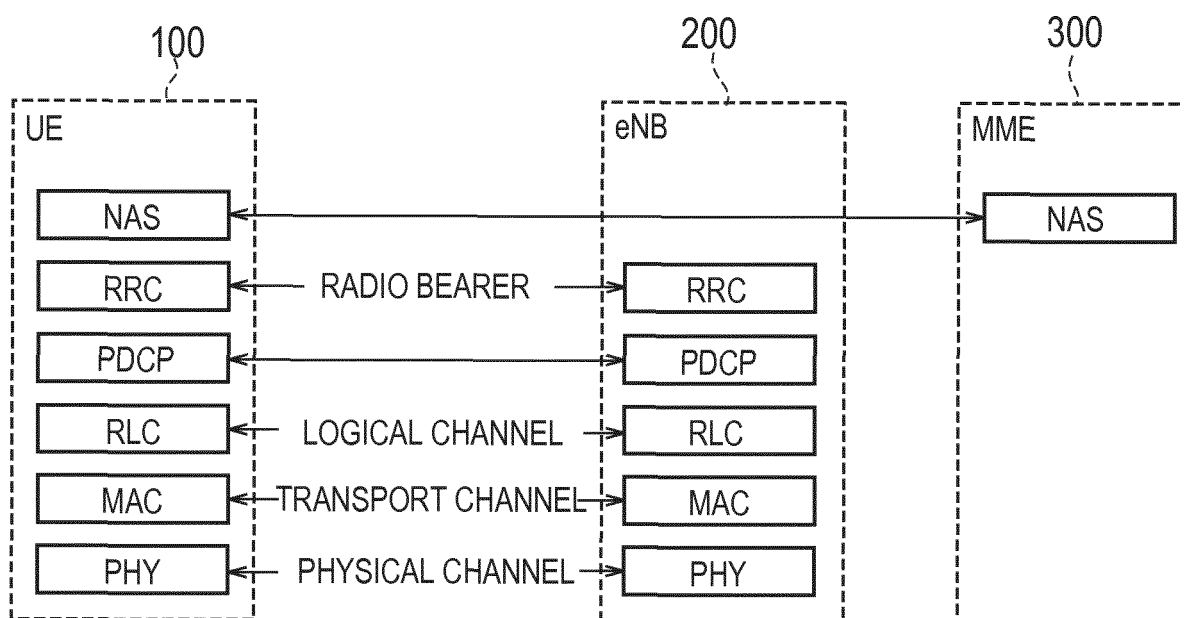 100 200 300
UE eNB MME
NAS NAS
RRC RADIO BEARER RRC
PDCP PDCP
RLC LOGICAL CHANNEL RLC
MAC TRANSPORT CHANNEL MAC
PHY PHYSICAL CHANNEL PHY